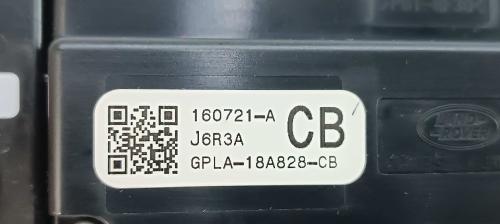 160721-A
J6R3A
CB
GPLA-18A828-CB
LAND
ROVER